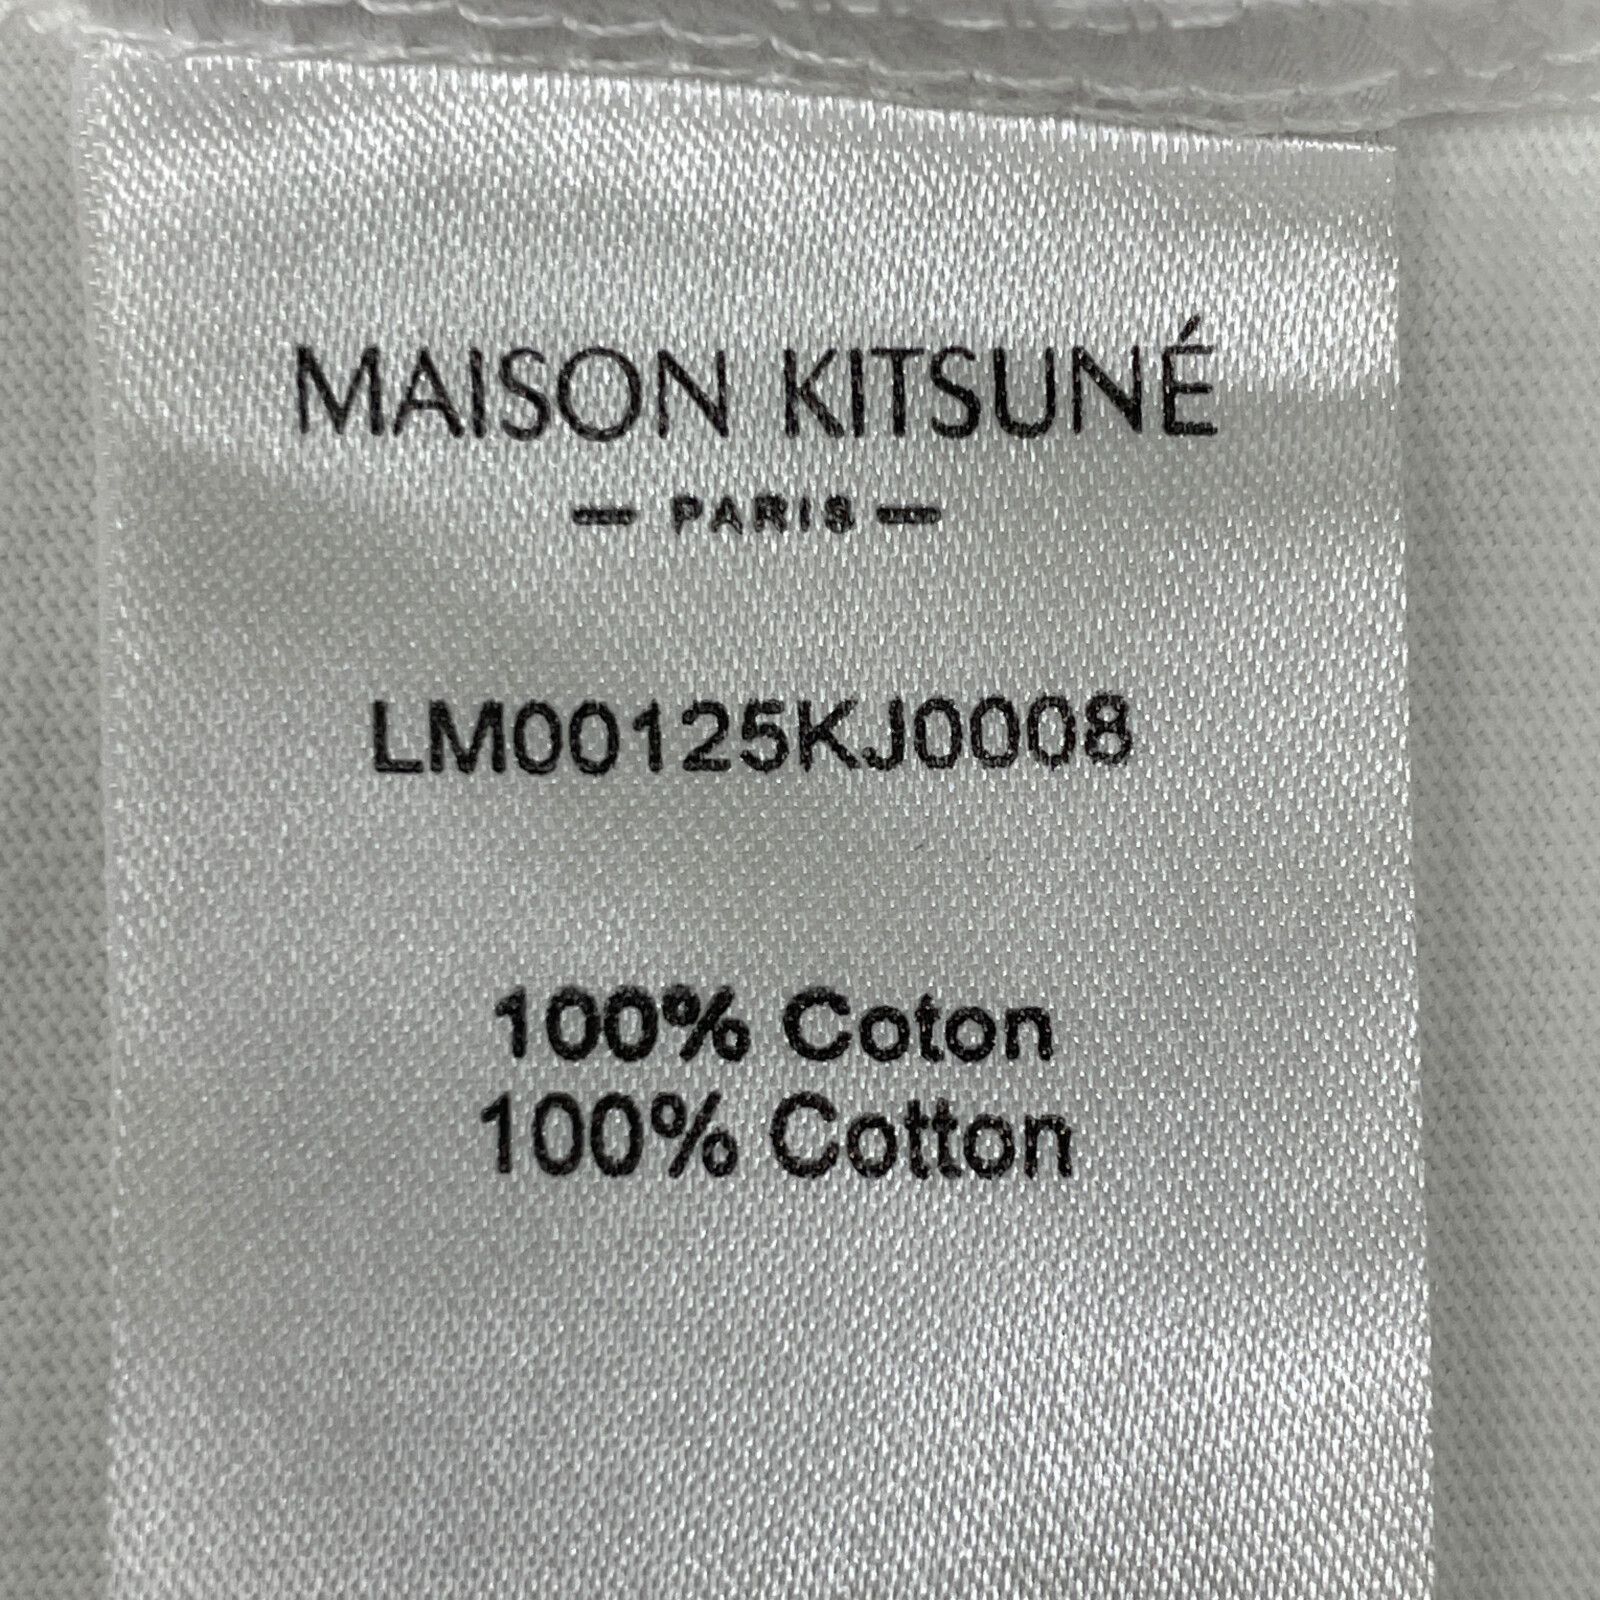 MAISON KITSUNÉ
— PARIS —
LM00125KJ0008
100% Coton
100% Cotton